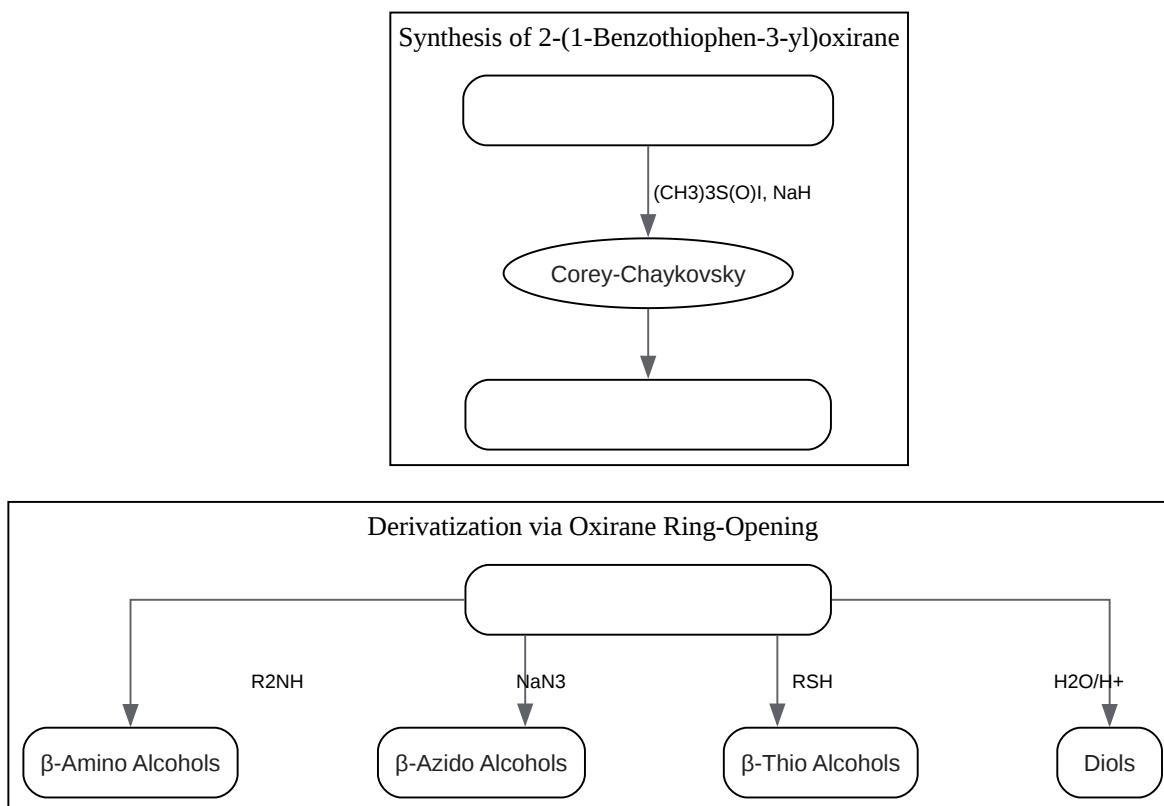 Synthesis of 2-(1-Benzothiophen-3-yl)oxirane
(CH3)3S(O)I, NaH
Corey-Chaykovsky
Derivatization via Oxirane Ring-Opening
R2NH
NaN3
RSH
H2O/H+
β-Amino Alcohols
β-Azido Alcohols
β-Thio Alcohols
Diols